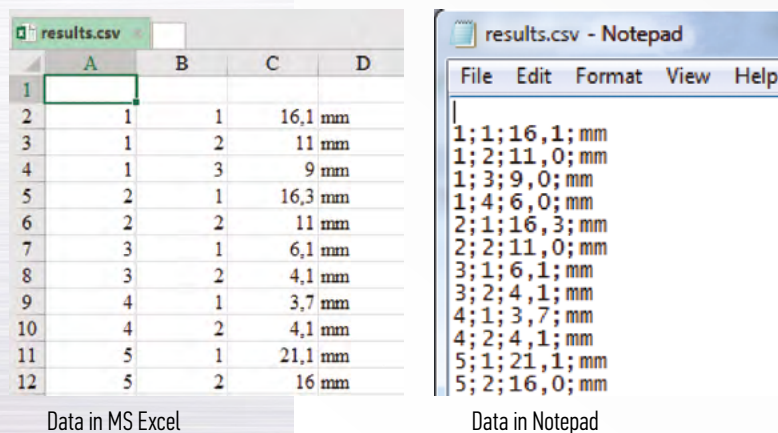 results.csv
A B C D
1
2 1 1 16,1 mm
3 1 2 11 mm
4 1 3 9 mm
5 2 1 16,3 mm
6 2 2 11 mm
7 3 1 6,1 mm
8 3 2 4,1 mm
9 4 1 3,7 mm
10 4 2 4,1 mm
11 5 1 21,1 mm
12 5 2 16 mm
Data in MS Excel
results.csv - Notepad
File Edit Format View Help
1;1;16,1;mm
1;2;11,0;mm
1;3;9,0;mm
1;4;6,0;mm
2;1;16,3;mm
2;2;11,0;mm
3;1;6,1;mm
3;2;4,1;mm
4;1;3,7;mm
4;2;4,1;mm
5;1;21,1;mm
5;2;16,0;mm
Data in Notepad